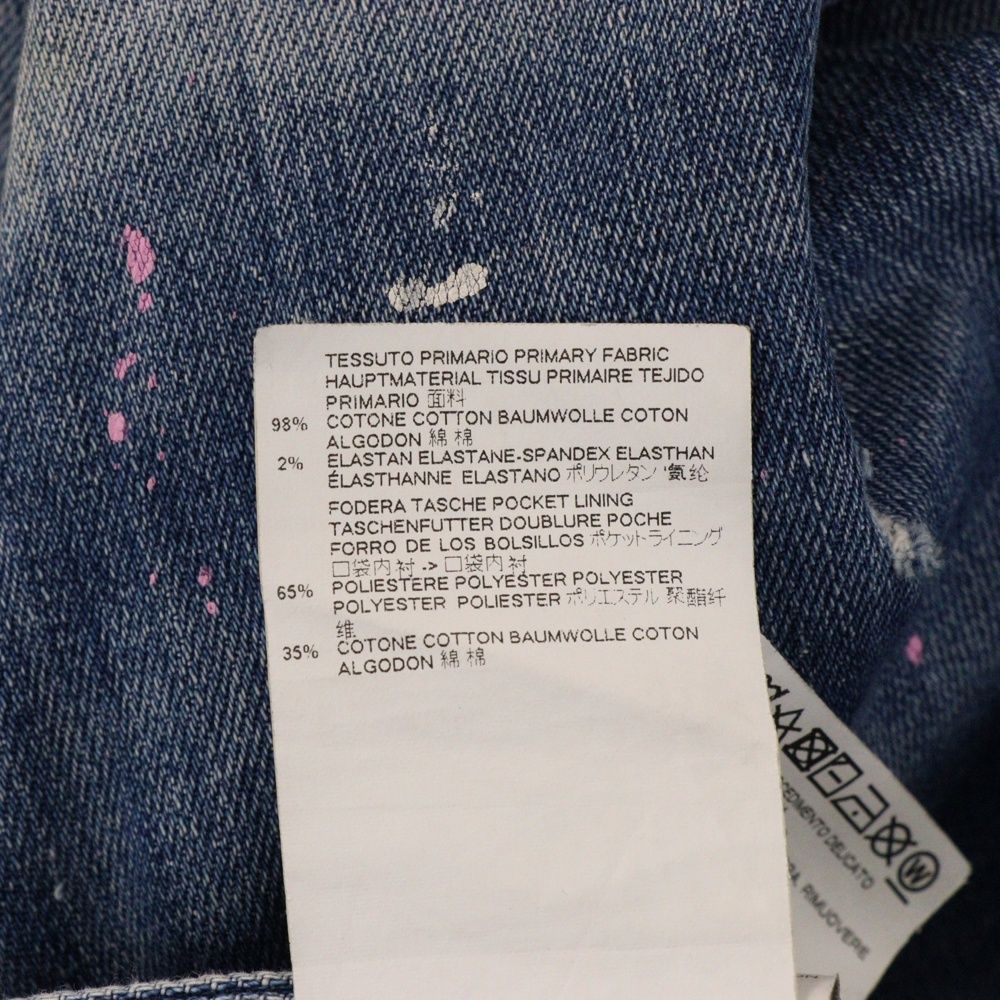 TESSUTO PRIMARIO PRIMARY FABRIC
HAUPTMATERIAL TISSU PRIMAIRE TEJIDO
PRIMARIO 面料
98% COTONE COTTON BAUMWOLLE COTON
ALGODON 綿 棉
2% ELASTAN ELASTANE-SPANDEX ELASTHAN
ÉLASTHANNE ELASTANO ポリウレタン '氨纶
FODERA TASCHE POCKET LINING
TASCHENFUTTER DOUBLURE POCHE
FORRO DE LOS BOLSILLOS ポケットライニング
口袋内衬 -> 口袋内衬
65% POLIESTERE POLYESTER POLYESTER
POLYESTER POLIESTER ポリエステル 聚酯纤
维
35% COTONE COTTON BAUMWOLLE COTON
ALGODON 綿 棉
W
DELICATO
RIMUOVERE